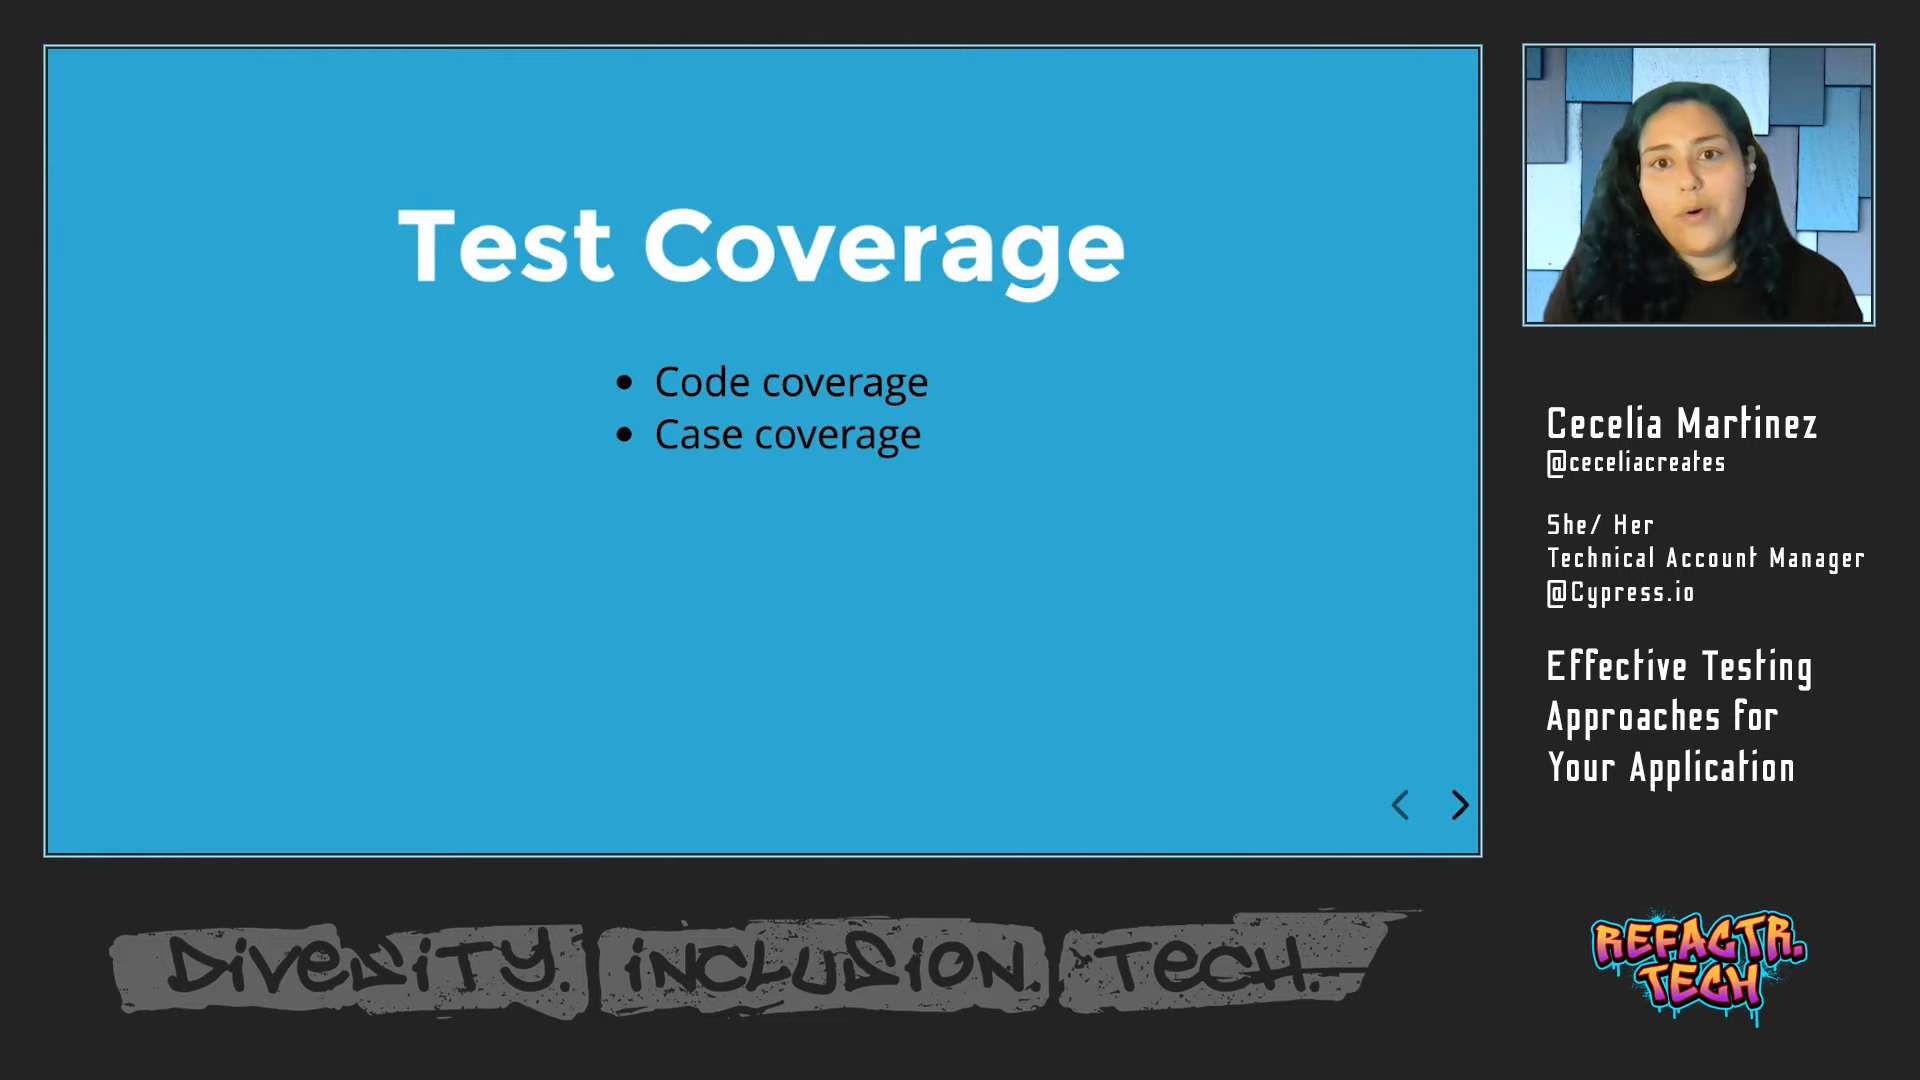 Test Coverage
• Code coverage
• Case coverage
Cecelia Martinez
@ceceliacreates
She/ Her
Technical Account Manager
@Cypress.io
Effective Testing
Approaches for
Your Application
DiVeRSiTy. iNCLUSiON. TeCH.
REFACTR.
TECH